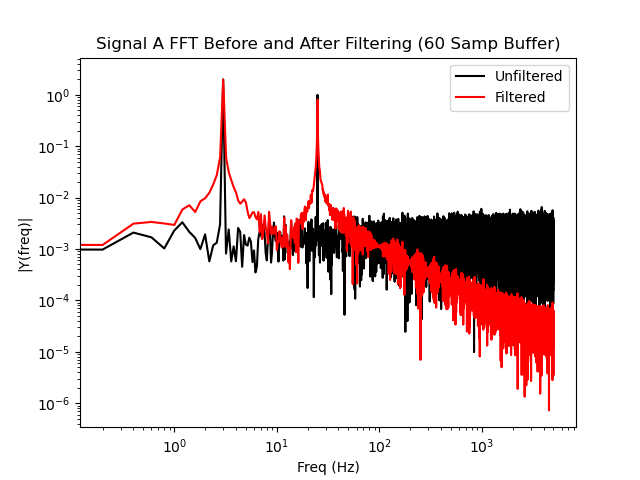 Signal A FFT Before and After Filtering (60 Samp Buffer)
Unfiltered
Filtered
|Y(freq)|
10⁰
10⁻¹
10⁻²
10⁻³
10⁻⁴
10⁻⁵
10⁻⁶
10⁰ 10¹ 10² 10³
Freq (Hz)